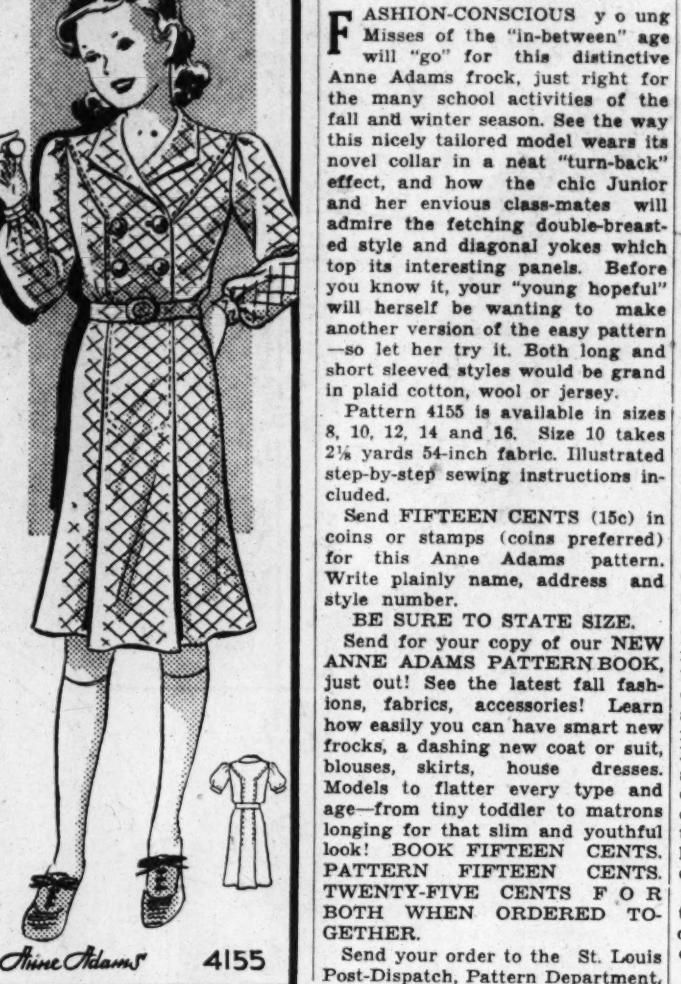 FASHION-CONSCIOUS young
Misses of the "in-between" age
will "go" for this distinctive
Anne Adams frock, just right for
the many school activities of the
fall and winter season. See the way
this nicely tailored model wears its
novel collar in a neat "turn-back"
effect, and how the chic Junior
and her envious class-mates will
admire the fetching double-breast-
ed style and diagonal yokes which
top its interesting panels. Before
you know it, your "young hopeful"
will herself be wanting to make
another version of the easy pattern
—so let her try it. Both long and
short sleeved styles would be grand
in plaid cotton, wool or jersey.
Pattern 4155 is available in sizes
8, 10, 12, 14 and 16. Size 10 takes
2⅛ yards 54-inch fabric. Illustrated
step-by-step sewing instructions in-
cluded.
Send FIFTEEN CENTS (15c) in
coins or stamps (coins preferred)
for this Anne Adams pattern.
Write plainly name, address and
style number.
BE SURE TO STATE SIZE.
Send for your copy of our NEW
ANNE ADAMS PATTERN BOOK,
just out! See the latest fall fash-
ions, fabrics, accessories! Learn
how easily you can have smart new
frocks, a dashing new coat or suit,
blouses, skirts, house dresses.
Models to flatter every type and
age—from tiny toddler to matrons
longing for that slim and youthful
look! BOOK FIFTEEN CENTS.
PATTERN FIFTEEN CENTS.
TWENTY-FIVE CENTS FOR
BOTH WHEN ORDERED TO-
GETHER.
Send your order to the St. Louis
Post-Dispatch, Pattern Department,
Anne Adams 4155